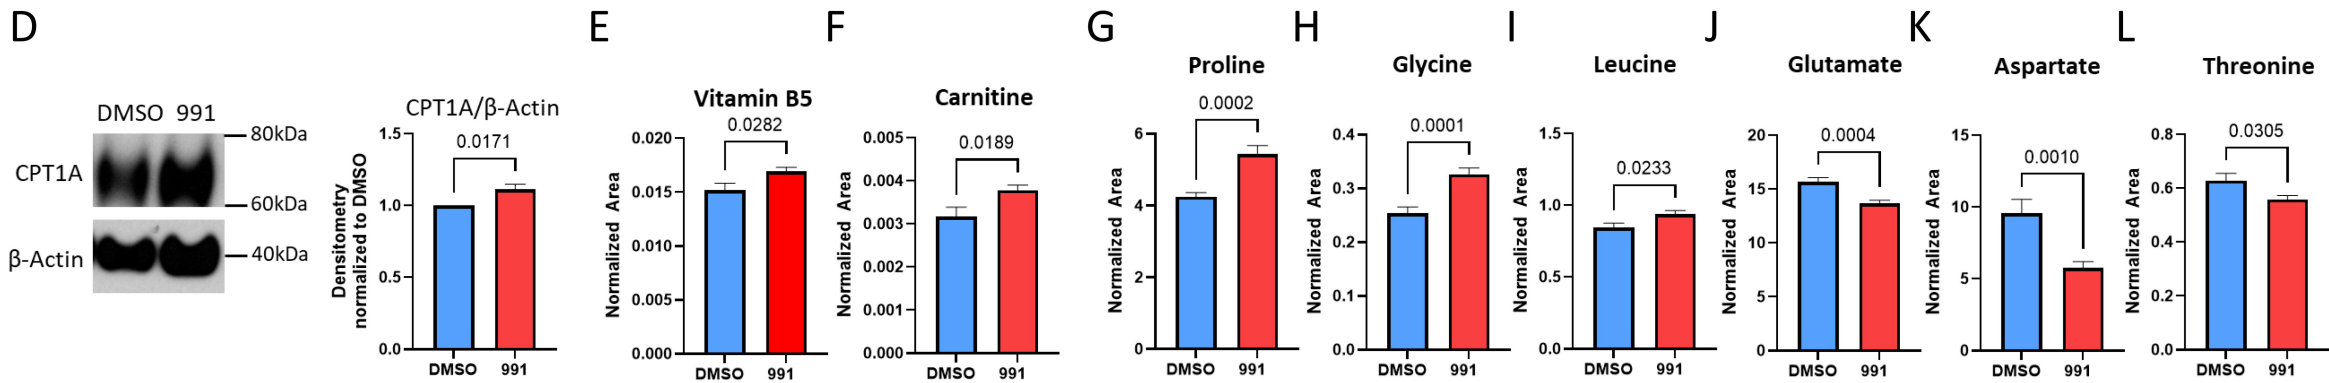 D
DMSO 991
80kDa
CPT1A
60kDa
β-Actin
40kDa
CPT1A/β-Actin
0.0171
Densitometry
normalized to DMSO
1.5
1.0
0.5
0.0
DMSO 991
E
Vitamin B5
0.0282
Normalized Area
0.020
0.015
0.010
0.005
0.000
DMSO 991
F
Carnitine
0.0189
Normalized Area
0.005
0.004
0.003
0.002
0.001
0.000
DMSO 991
G
Proline
0.0002
Normalized Area
6
4
2
0
DMSO 991
H
Glycine
0.0001
Normalized Area
0.4
0.3
0.2
0.1
0.0
DMSO 991
I
Leucine
0.0233
Normalized Area
1.5
1.0
0.5
0.0
DMSO 991
J
Glutamate
0.0004
Normalized Area
20
15
10
5
0
DMSO 991
K
Aspartate
0.0010
Normalized Area
15
10
5
0
DMSO 991
L
Threonine
0.0305
Normalized Area
0.8
0.6
0.4
0.2
0.0
DMSO 991